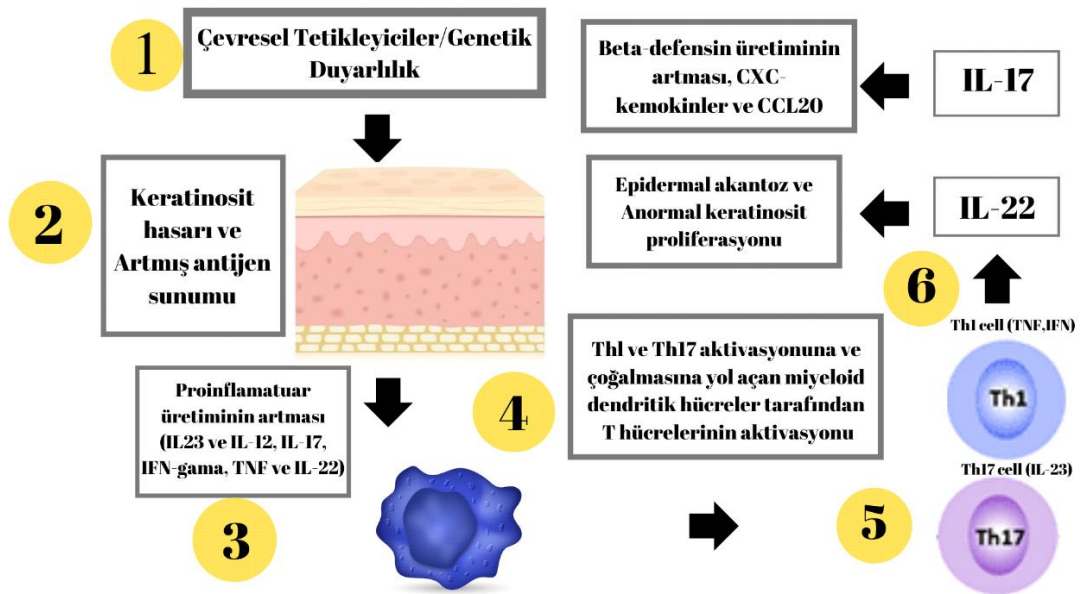 1
Çevresel Tetikleyiciler/Genetik
Duyarlılık
2
Keratinosit
hasarı ve
Artmış antijen
sunumu
Proinflamatuar
üretiminin artması
(IL23 ve IL-12, IL-17,
IFN-gama, TNF ve IL-22)
3
4
Th1 ve Th17 aktivasyonuna ve
çoğalmasına yol açan miyeloid
dendritik hücreler tarafından
T hücrelerinin aktivasyonu
5
Th1 cell (TNF,IFN)
Th1
Th17 cell (IL-23)
Th17
6
IL-22
Epidermal akantoz ve
Anormal keratinosit
proliferasyonu
IL-17
Beta-defensin üretiminin
artması, CXC-
kemokinler ve CCL20